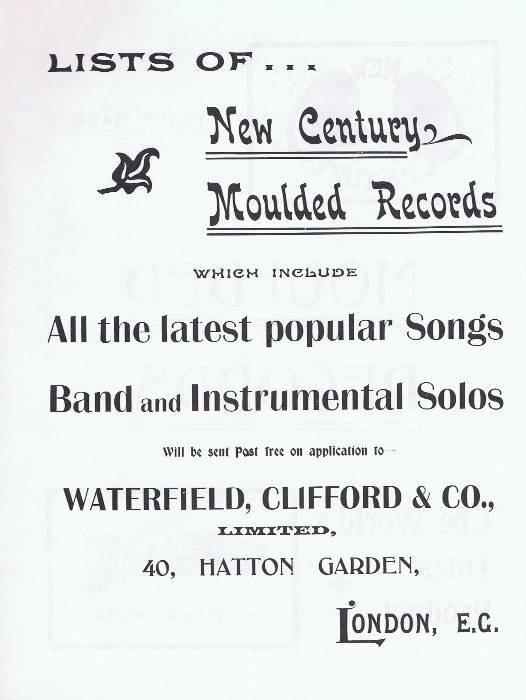 LISTS OF...
New Century
Moulded Records
WHICH INCLUDE
All the latest popular Songs
Band and Instrumental Solos
Will be sent Post free on application to—
WATERFIELD, CLIFFORD & CO.,
LIMITED,
40, HATTON GARDEN,
LONDON, E.C.